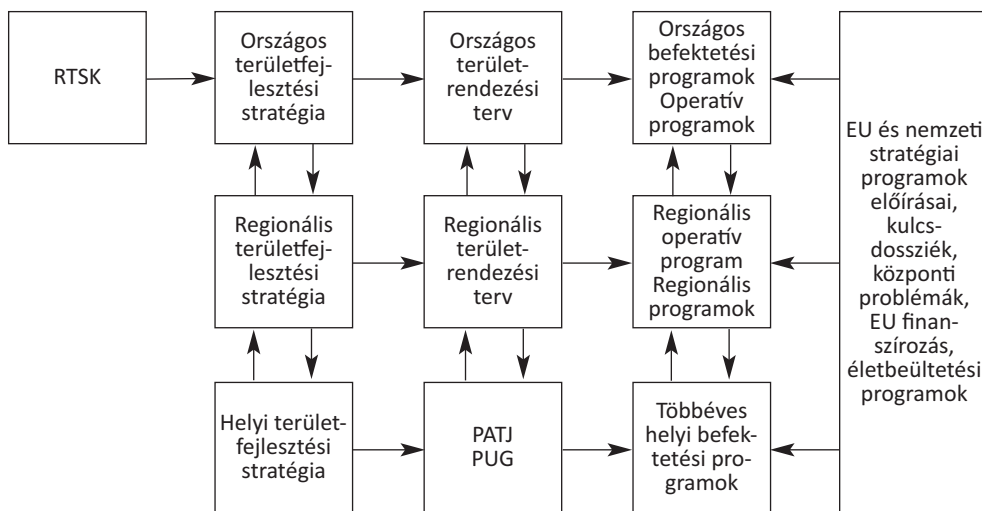 RTSK
Országos
területfej-
lesztési
stratégia
Országos
terület-
rendezési
terv
Országos
befektetési
programok
Operatív
programok
EU és nemzeti
stratégiai
programok
előírásai,
kulcs-
dossziék,
központi
problémák,
EU finan-
szírozás,
életbeültetési
programok
Regionális
területfej-
lesztési
stratégia
Regionális
terület-
rendezési
terv
Regionális
operatív
program
Regionális
programok
Helyi terület-
fejlesztési
stratégia
PATJ
PUG
Többéves
helyi befek-
tetési pro-
gramok